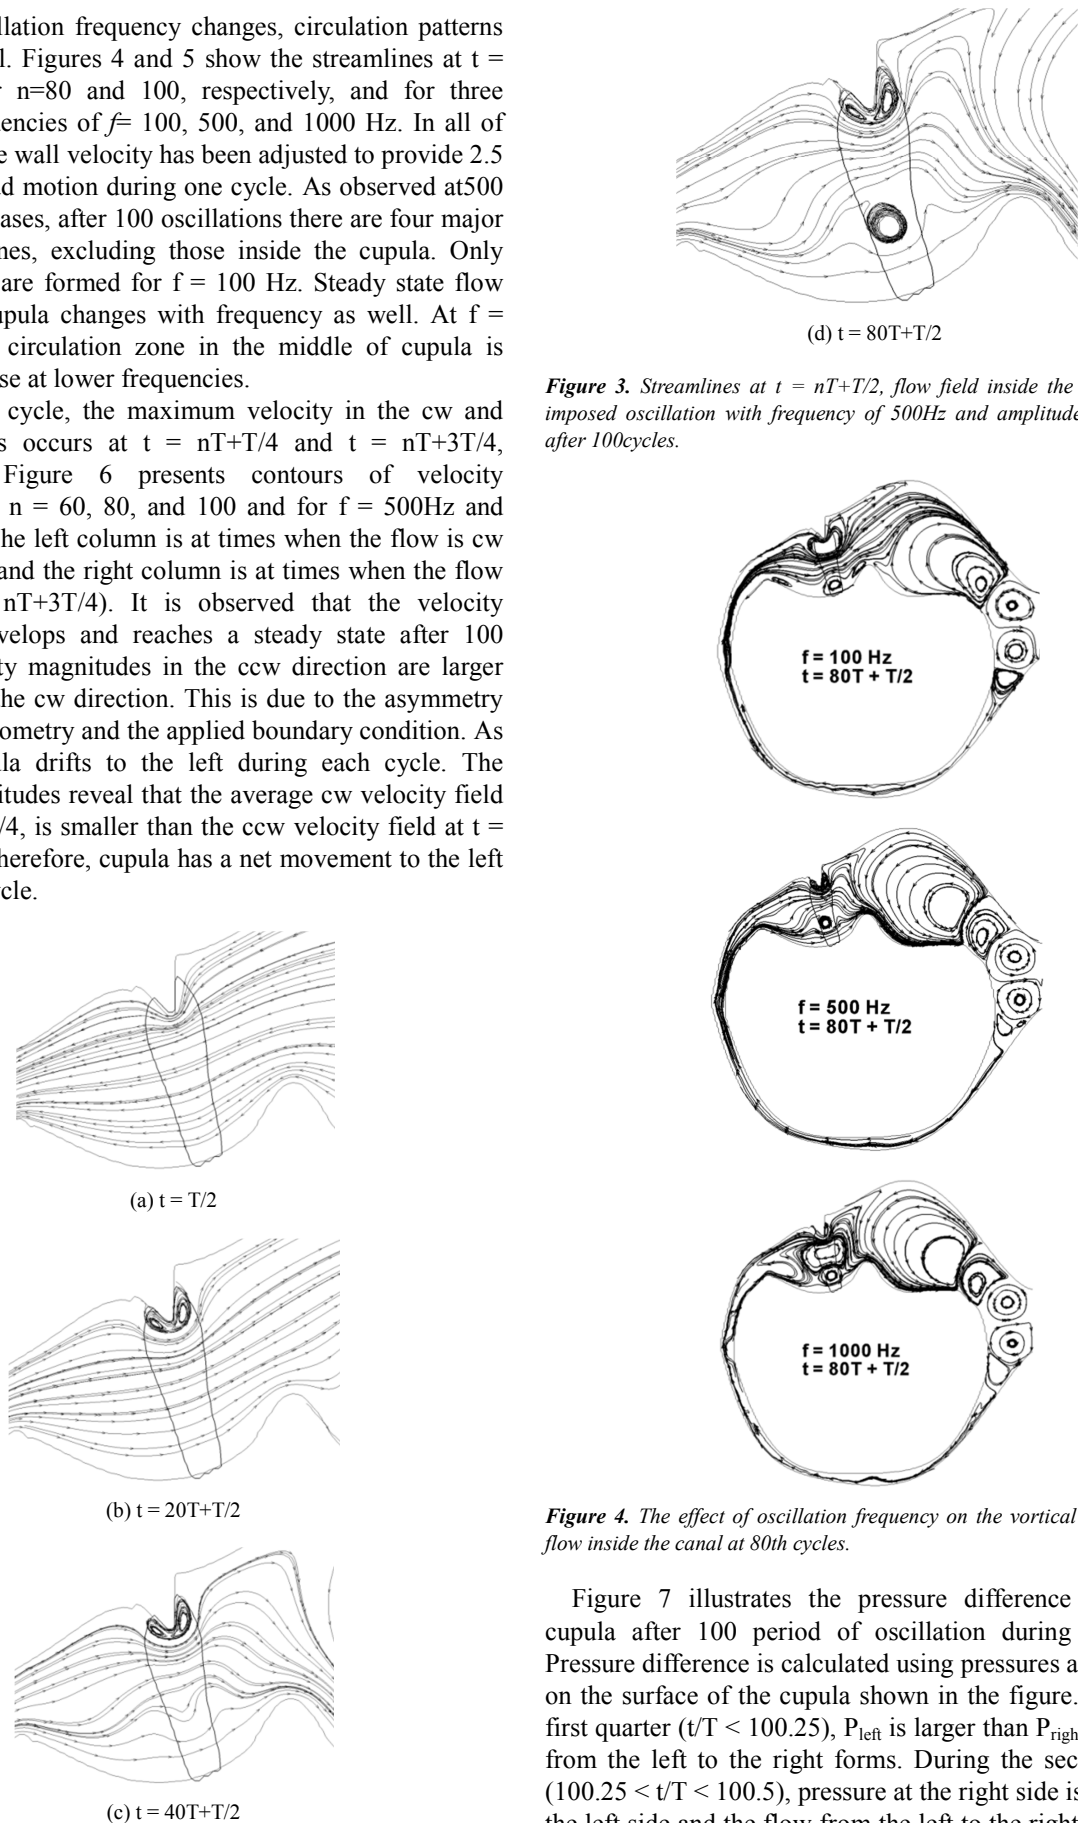 llation frequency changes, circulation patterns
l. Figures 4 and 5 show the streamlines at t =
r n=80 and 100, respectively, and for three
encies of f= 100, 500, and 1000 Hz. In all of
e wall velocity has been adjusted to provide 2.5
d motion during one cycle. As observed at500
ases, after 100 oscillations there are four major
nes, excluding those inside the cupula. Only
are formed for f = 100 Hz. Steady state flow
upula changes with frequency as well. At f =
circulation zone in the middle of cupula is
se at lower frequencies.
cycle, the maximum velocity in the cw and
s occurs at t = nT+T/4 and t = nT+3T/4,
Figure 6 presents contours of velocity
n = 60, 80, and 100 and for f = 500Hz and
he left column is at times when the flow is cw
and the right column is at times when the flow
nT+3T/4). It is observed that the velocity
velops and reaches a steady state after 100
ty magnitudes in the ccw direction are larger
he cw direction. This is due to the asymmetry
ometry and the applied boundary condition. As
la drifts to the left during each cycle. The
itudes reveal that the average cw velocity field
/4, is smaller than the ccw velocity field at t =
herefore, cupula has a net movement to the left
cle.
(a) t = T/2
(b) t = 20T+T/2
(c) t = 40T+T/2
(d) t = 80T+T/2
Figure 3. Streamlines at t = nT+T/2, flow field inside the
imposed oscillation with frequency of 500Hz and amplitude
after 100cycles.
f = 100 Hz
t = 80T + T/2
f = 500 Hz
t = 80T + T/2
f = 1000 Hz
t = 80T + T/2
Figure 4. The effect of oscillation frequency on the vortical
flow inside the canal at 80th cycles.
Figure 7 illustrates the pressure difference
cupula after 100 period of oscillation during
Pressure difference is calculated using pressures a
on the surface of the cupula shown in the figure.
first quarter (t/T < 100.25), Pleft is larger than Prigh
from the left to the right forms. During the sec
(100.25 < t/T < 100.5), pressure at the right side is
the left side and the flow from the left to the right